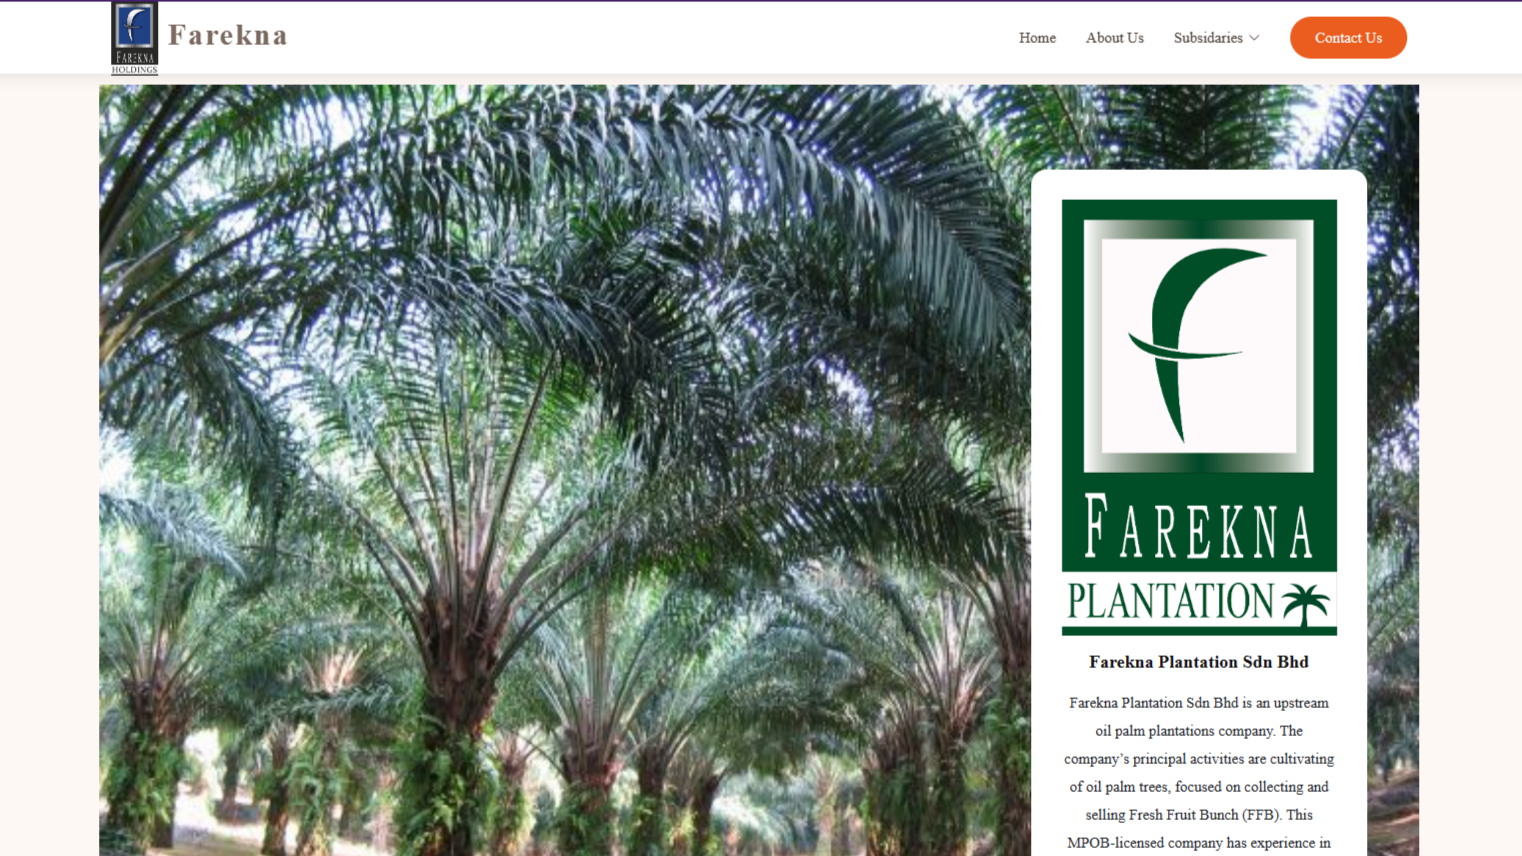 FAREKNA
HOLDINGS
Farekna
Home
About Us
Subsidaries
Contact Us
FAREKNA
PLANTATION
Farekna Plantation Sdn Bhd
Farekna Plantation Sdn Bhd is an upstream
oil palm plantations company. The
company’s principal activities are cultivating
of oil palm trees, focused on collecting and
selling Fresh Fruit Bunch (FFB). This
MPOB-licensed company has experience in